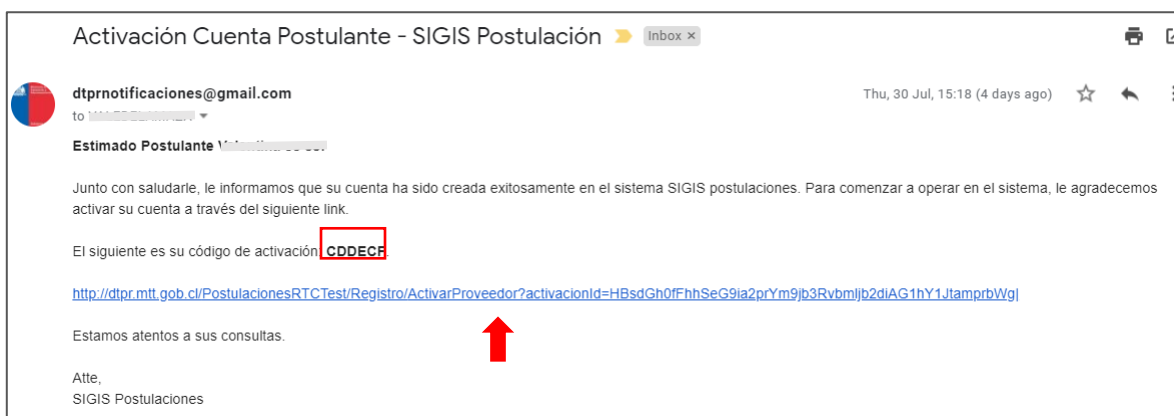 Activación Cuenta Postulante - SIGIS Postulación Inbox ×
dtprnotificaciones@gmail.com Thu, 30 Jul, 15:18 (4 days ago)
to
Estimado Postulante
Junto con saludarle, le informamos que su cuenta ha sido creada exitosamente en el sistema SIGIS postulaciones. Para comenzar a operar en el sistema, le agradecemos
activar su cuenta a través del siguiente link.
El siguiente es su código de activación: CDDECF.
http://dtpr.mtt.gob.cl/PostulacionesRTCTest/Registro/ActivarProveedor?activacionId=HBsdGh0fFhhSeG9ia2prYm9jb3Rvbmljb2diAG1hY1JtamprbWg|
Estamos atentos a sus consultas.
Atte,
SIGIS Postulaciones